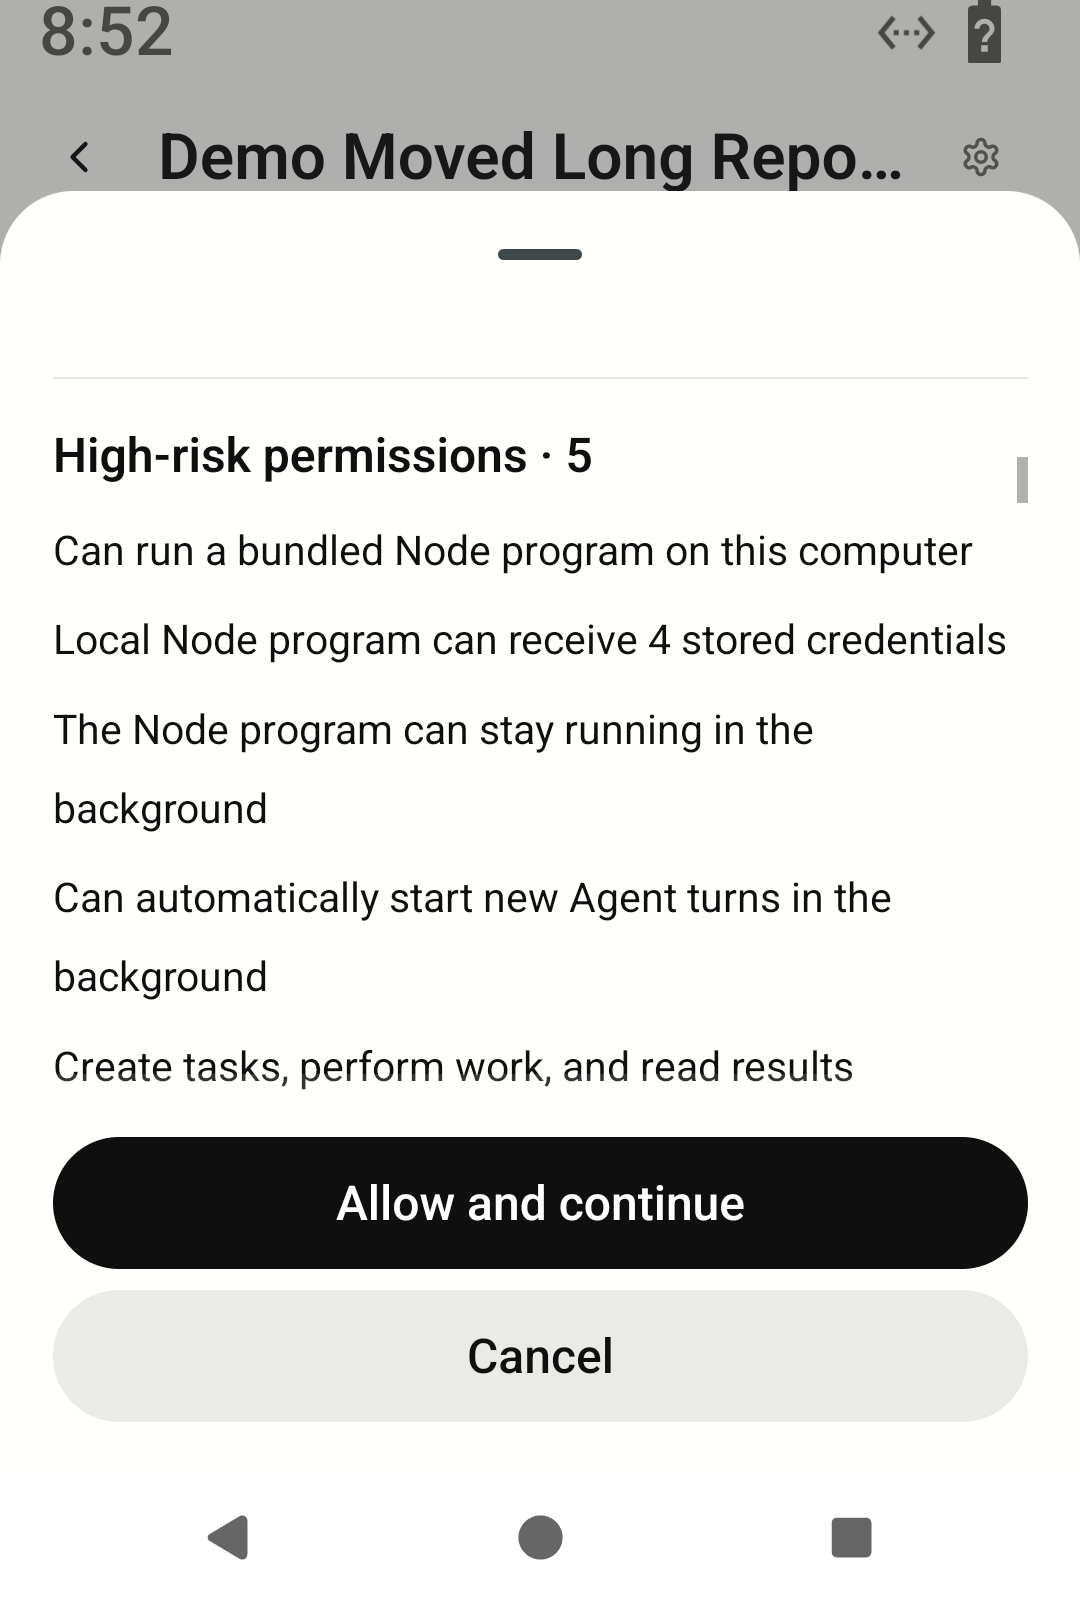 8:52
Demo Moved Long Repo...
High-risk permissions · 5
Can run a bundled Node program on this computer
Local Node program can receive 4 stored credentials
The Node program can stay running in the
background
Can automatically start new Agent turns in the
background
Create tasks, perform work, and read results
Allow and continue
Cancel